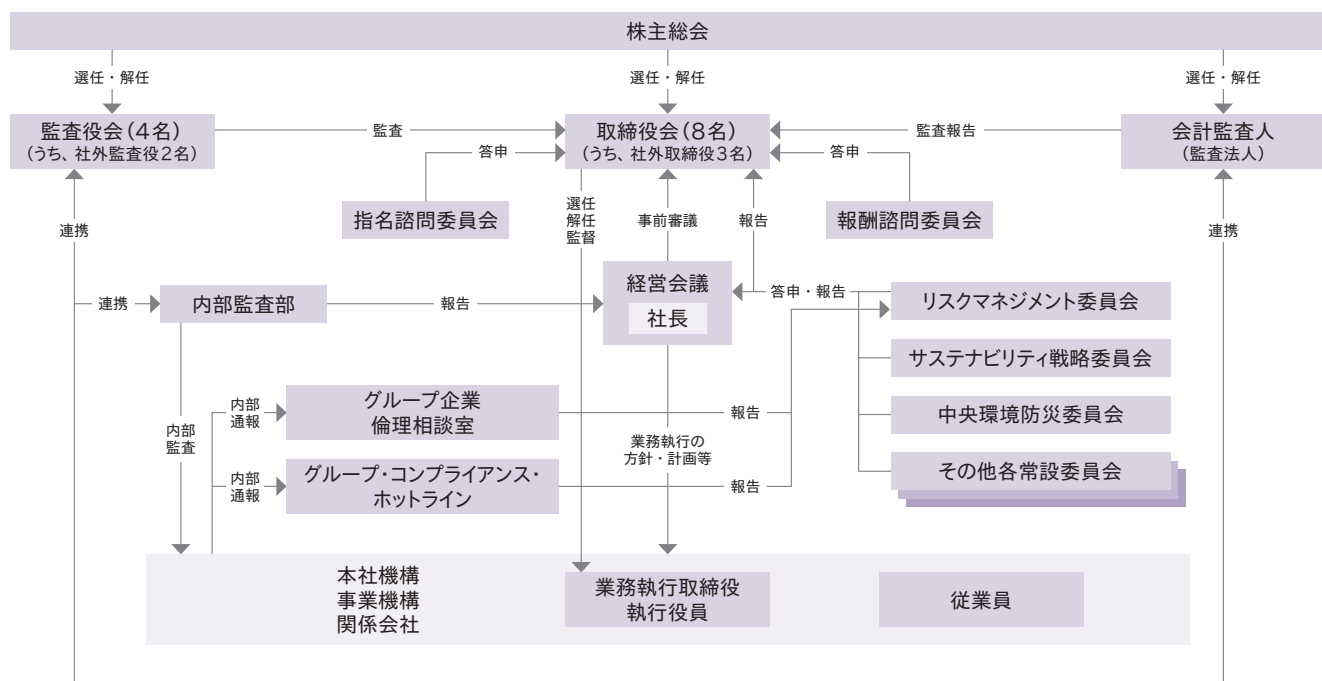 株主総会
選任・解任
選任・解任
選任・解任
監査役会（4名）
（うち、社外監査役2名）
監査
取締役会（8名）
（うち、社外取締役3名）
監査報告
会計監査人
（監査法人）
答申
答申
指名諮問委員会
選任
解任
監督
事前審議
報告
報酬諮問委員会
連携
連携
連携
内部監査部
報告
経営会議
社長
答申・報告
リスクマネジメント委員会
サステナビリティ戦略委員会
内部
通報
グループ企業
倫理相談室
報告
中央環境防災委員会
内部
監査
業務執行の
方針・計画等
内部
通報
グループ・コンプライアンス・
ホットライン
報告
その他各常設委員会
本社機構
事業機構
関係会社
業務執行取締役
執行役員
従業員